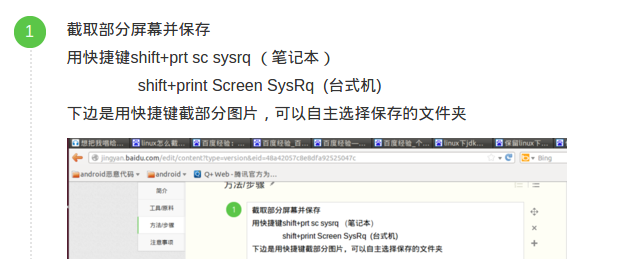 1
截取部分屏幕并保存
用快捷键shift+prt sc sysrq （笔记本）
shift+print Screen SysRq (台式机)
下边是用快捷键截部分图片，可以自主选择保存的文件夹
想把我唱给... linux怎么截... 百度经验：... 百度经验_百... 百度经验—... 百度经验_个... linux下jdk... 保留linux下...
jingyan.baidu.com/edit/content?type=version&eid=48a42057c8e8dfa92525047c Bing
android恶意代码 android Q+ Web - 腾讯官方为...
简介
工具/原料
方法/步骤
注意事项
方法/步骤
1
截取部分屏幕并保存
用快捷键shift+prt sc sysrq （笔记本）
shift+print Screen SysRq (台式机)
下边是用快捷键截部分图片，可以自主选择保存的文件夹